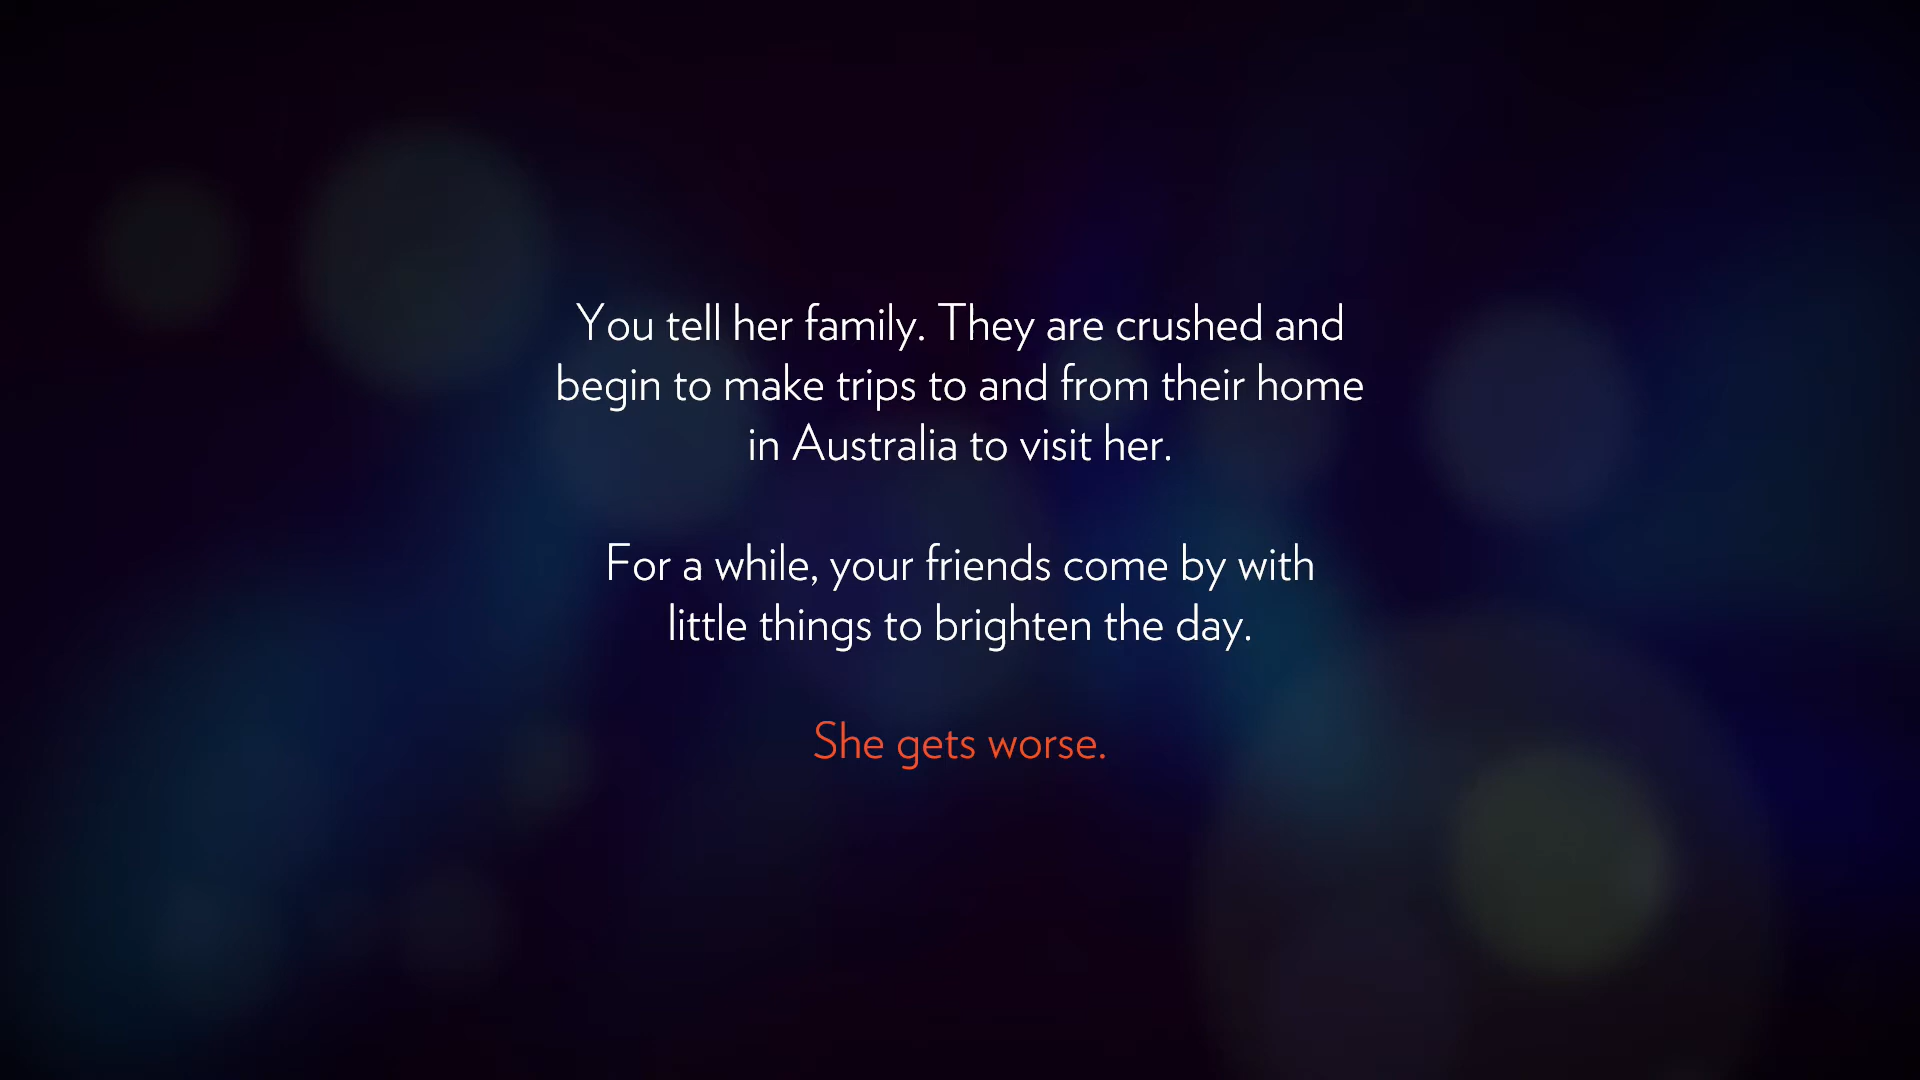 You tell her family. They are crushed and
begin to make trips to and from their home
in Australia to visit her.
For a while, your friends come by with
little things to brighten the day.
She gets worse.